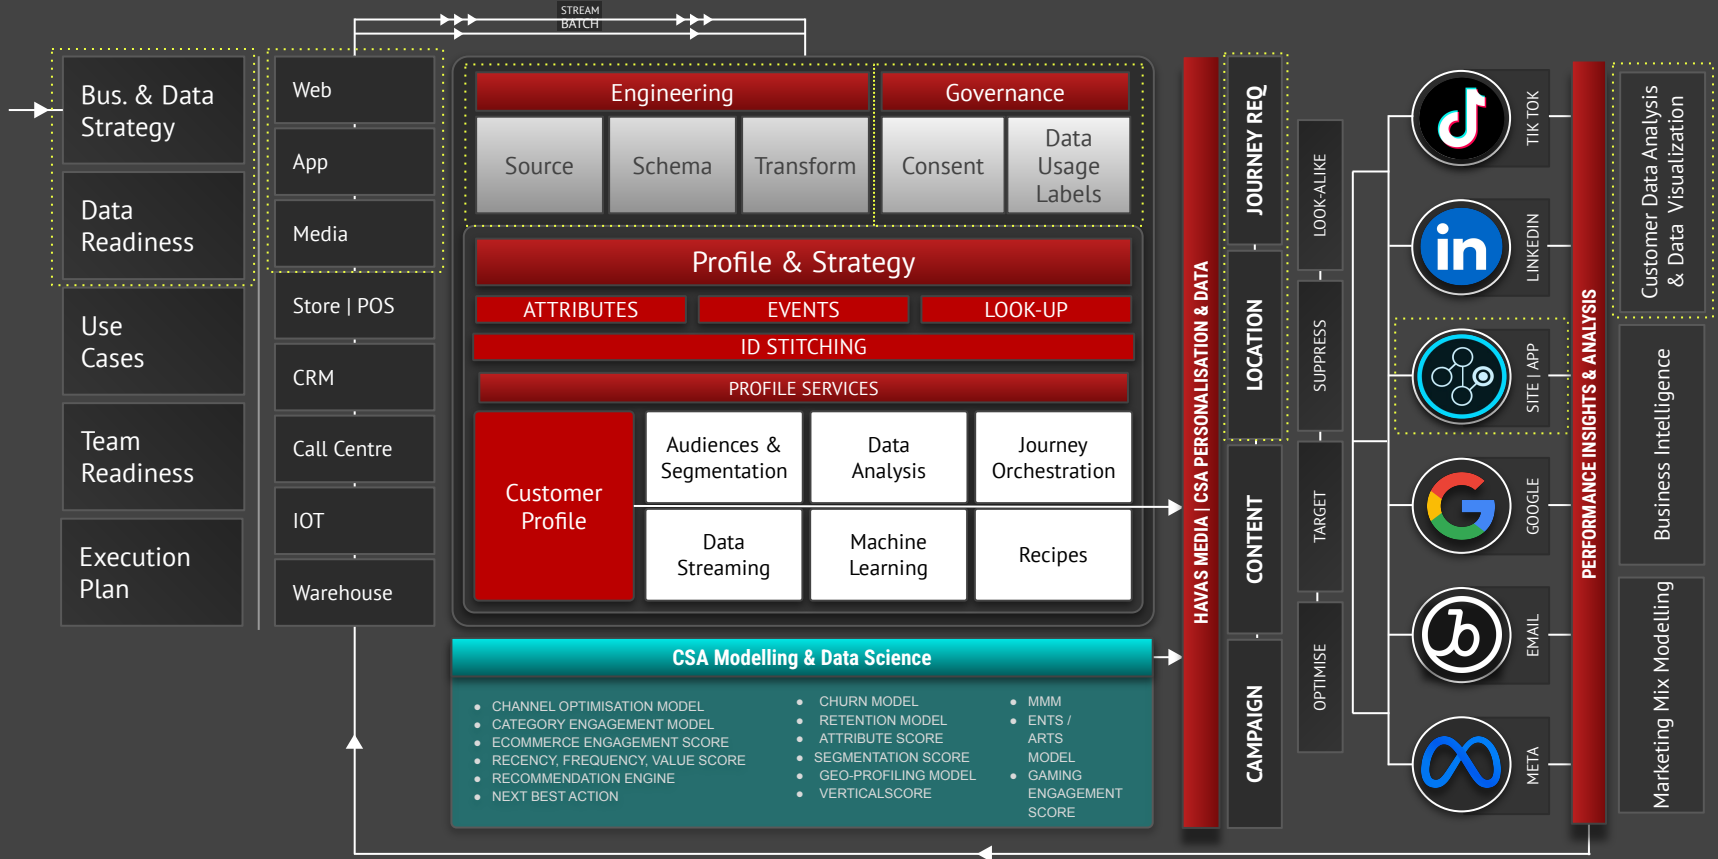 STREAM
BATCH
Bus. & Data
Strategy
Data
Readiness
Use
Cases
Team
Readiness
Execution
Plan
Web
App
Media
Store | POS
CRM
Call Centre
IOT
Warehouse
Engineering
Source
Schema
Transform
Governance
Consent
Data
Usage
Labels
Profile & Strategy
ATTRIBUTES
EVENTS
LOOK-UP
ID STITCHING
PROFILE SERVICES
Customer
Profile
Audiences &
Segmentation
Data
Analysis
Journey
Orchestration
Data
Streaming
Machine
Learning
Recipes
CSA Modelling & Data Science
● CHANNEL OPTIMISATION MODEL
● CATEGORY ENGAGEMENT MODEL
● ECOMMERCE ENGAGEMENT SCORE
● RECENCY, FREQUENCY, VALUE SCORE
● RECOMMENDATION ENGINE
● NEXT BEST ACTION
● CHURN MODEL
● RETENTION MODEL
● ATTRIBUTE SCORE
● SEGMENTATION SCORE
● GEO-PROFILING MODEL
● VERTICALSCORE
● MMM
● ENTS /
ARTS
MODEL
● GAMING
ENGAGEMENT
SCORE
HAVAS MEDIA | CSA PERSONALISATION & DATA
JOURNEY REQ
LOCATION
CONTENT
CAMPAIGN
LOOK-ALIKE
SUPPRESS
TARGET
OPTIMISE
TIK TOK
in
LINKEDIN
SITE | APP
G
GOOGLE
b
EMAIL
META
PERFORMANCE INSIGHTS & ANALYSIS
Customer Data Analysis
& Data Visualization
Business Intelligence
Marketing Mix Modelling